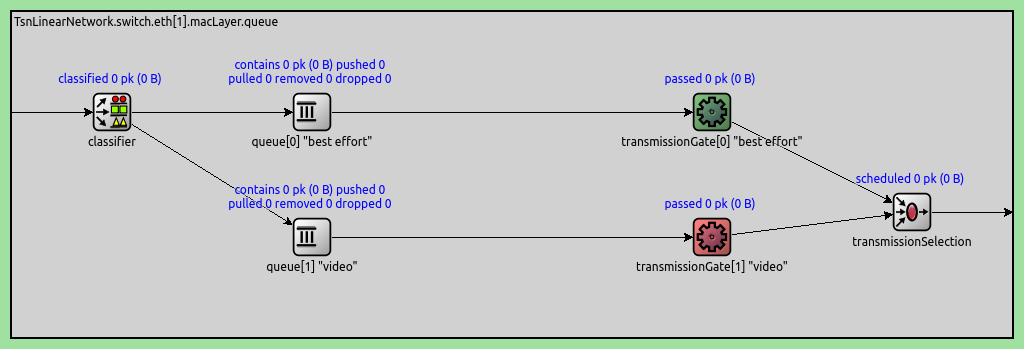 TsnLinearNetwork.switch.eth[1].macLayer.queue
classified 0 pk (0 B)
classifier
contains 0 pk (0 B) pushed 0
pulled 0 removed 0 dropped 0
queue[0] "best effort"
passed 0 pk (0 B)
transmissionGate[0] "best effort"
contains 0 pk (0 B) pushed 0
pulled 0 removed 0 dropped 0
queue[1] "video"
passed 0 pk (0 B)
transmissionGate[1] "video"
scheduled 0 pk (0 B)
transmissionSelection